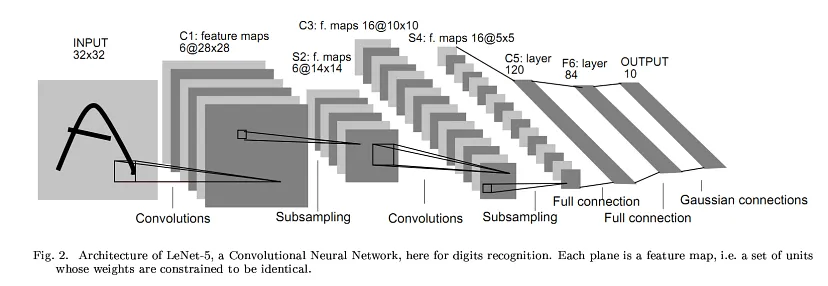 INPUT
32x32
C1: feature maps
6@28x28
S2: f. maps
6@14x14
C3: f. maps 16@10x10
S4: f. maps 16@5x5
C5: layer
120
F6: layer
84
OUTPUT
10
Convolutions
Subsampling
Convolutions
Subsampling
Full connection
Full connection
Gaussian connections
Fig. 2. Architecture of LeNet-5, a Convolutional Neural Network, here for digits recognition. Each plane is a feature map, i.e. a set of units
whose weights are constrained to be identical.